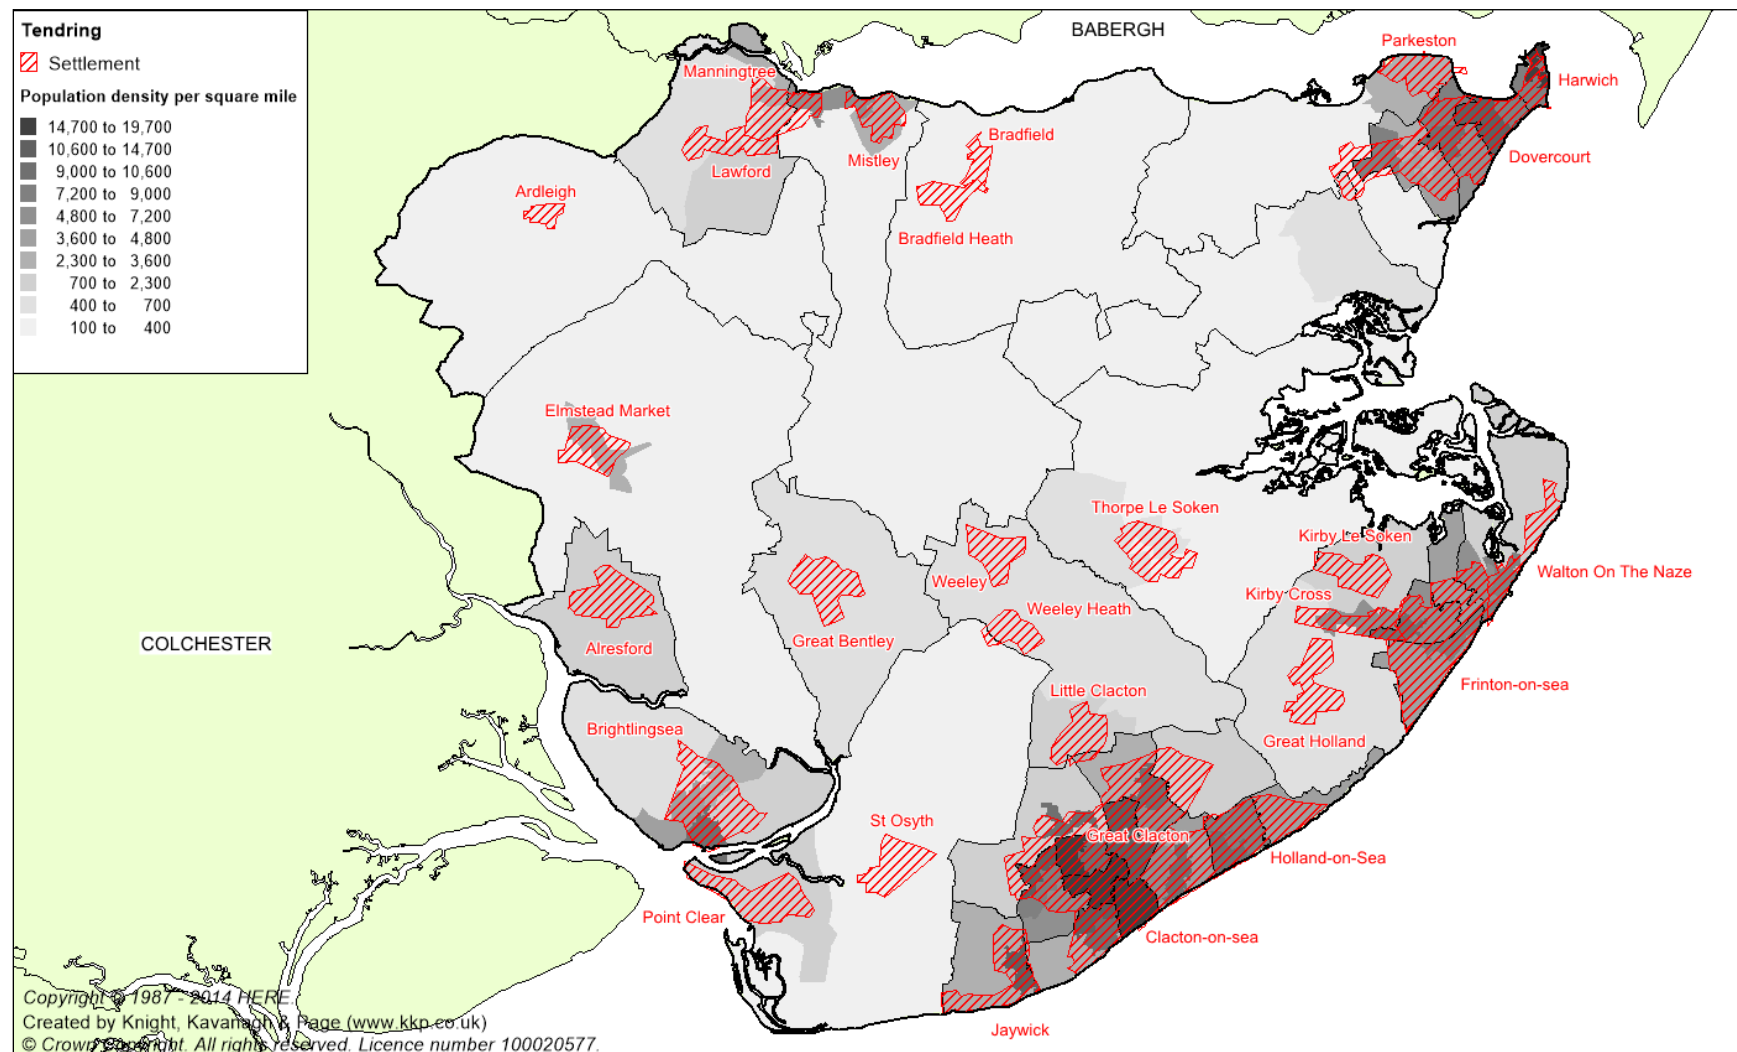 Tendring
Settlement
Population density per square mile
14,700 to 19,700
10,600 to 14,700
9,000 to 10,600
7,200 to 9,000
4,800 to 7,200
3,600 to 4,800
2,300 to 3,600
700 to 2,300
400 to 700
100 to 400
BABERGH
Parkeston
Harwich
Manningtree
Bradfield
Dovercourt
Mistley
Lawford
Ardleigh
Bradfield Heath
Elmstead Market
Thorpe Le Soken
Kirby Le Soken
Walton On The Naze
Weeley
Kirby Cross
Weeley Heath
COLCHESTER
Great Bentley
Alresford
Frinton-on-sea
Little Clacton
Brightlingsea
Great Holland
St Osyth
Great Clacton
Holland-on-Sea
Point Clear
Clacton-on-sea
Jaywick
Copyright © 1987 - 2014 HERE.
Created by Knight, Kavanagh & Page (www.kkp.co.uk)
© Crown Copyright. All rights reserved. Licence number 100020577.